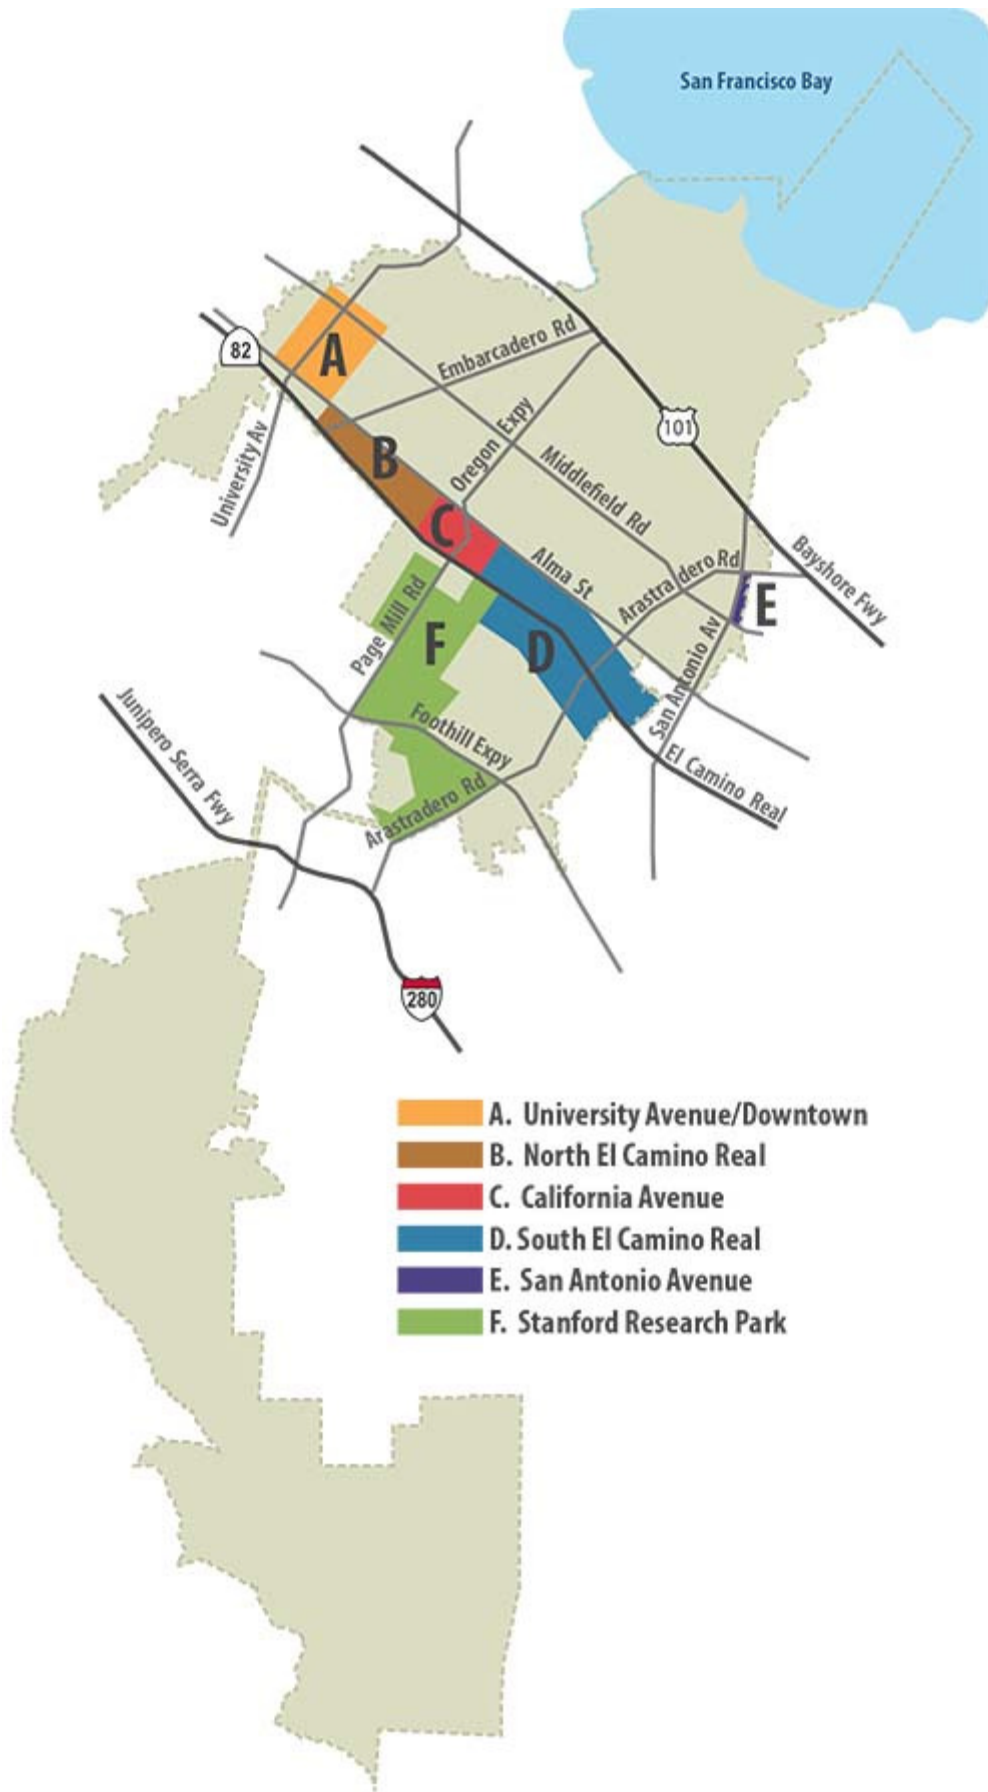 San Francisco Bay
82
A
Embarcadero Rd
101
B
University Av
Oregon Expy
Middlefield Rd
C
Alma St
Arastradero Rd
Bayshore Fwy
E
Page Mill Rd
F
D
San Antonio Av
Junipero Serra Fwy
Foothill Expy
El Camino Real
Arastradero Rd
280
A. University Avenue/Downtown
B. North El Camino Real
C. California Avenue
D. South El Camino Real
E. San Antonio Avenue
F. Stanford Research Park